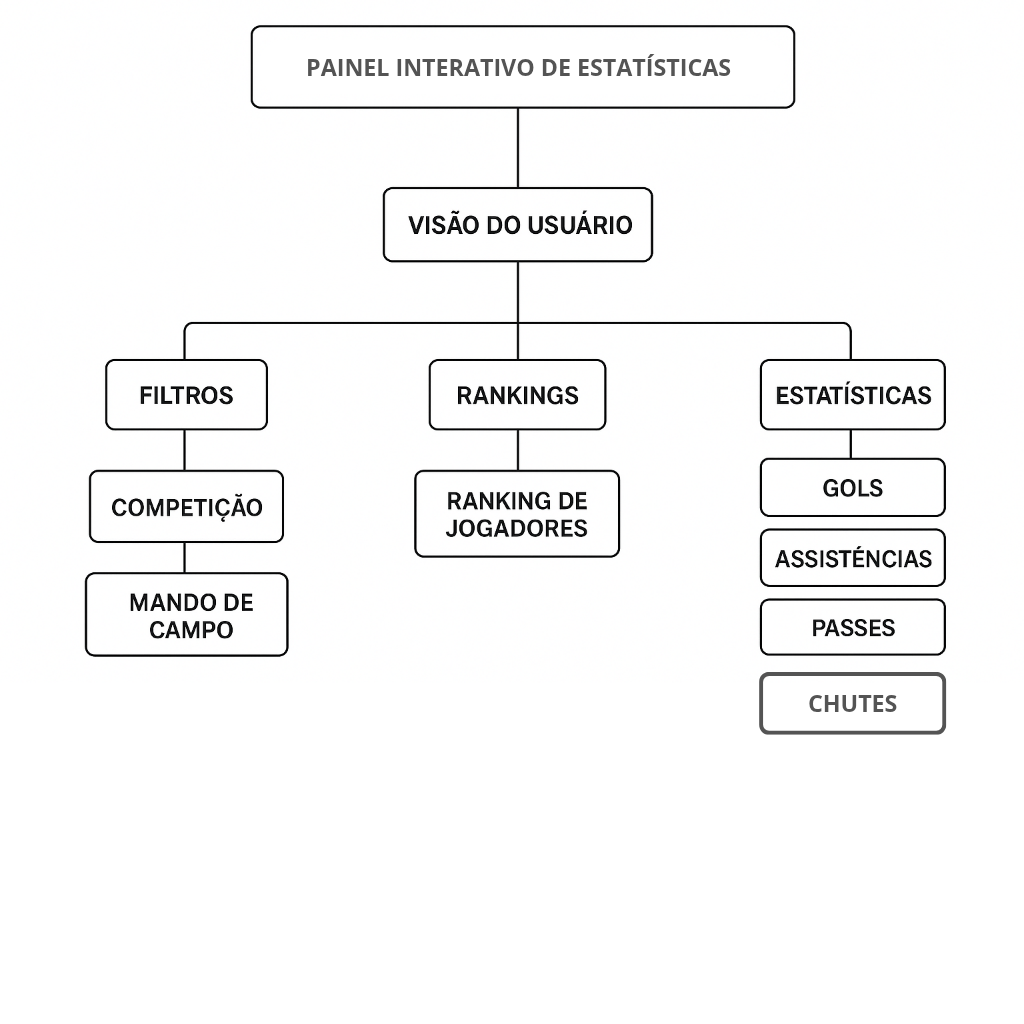 PAINEL INTERATIVO DE ESTATÍSTICAS
VISÃO DO USUÁRIO
FILTROS
RANKINGS
ESTATÍSTICAS
COMPETIÇÃO
MANDO DE
CAMPO
RANKING DE
JOGADORES
GOLS
ASSISTÉNCIAS
PASSES
CHUTES